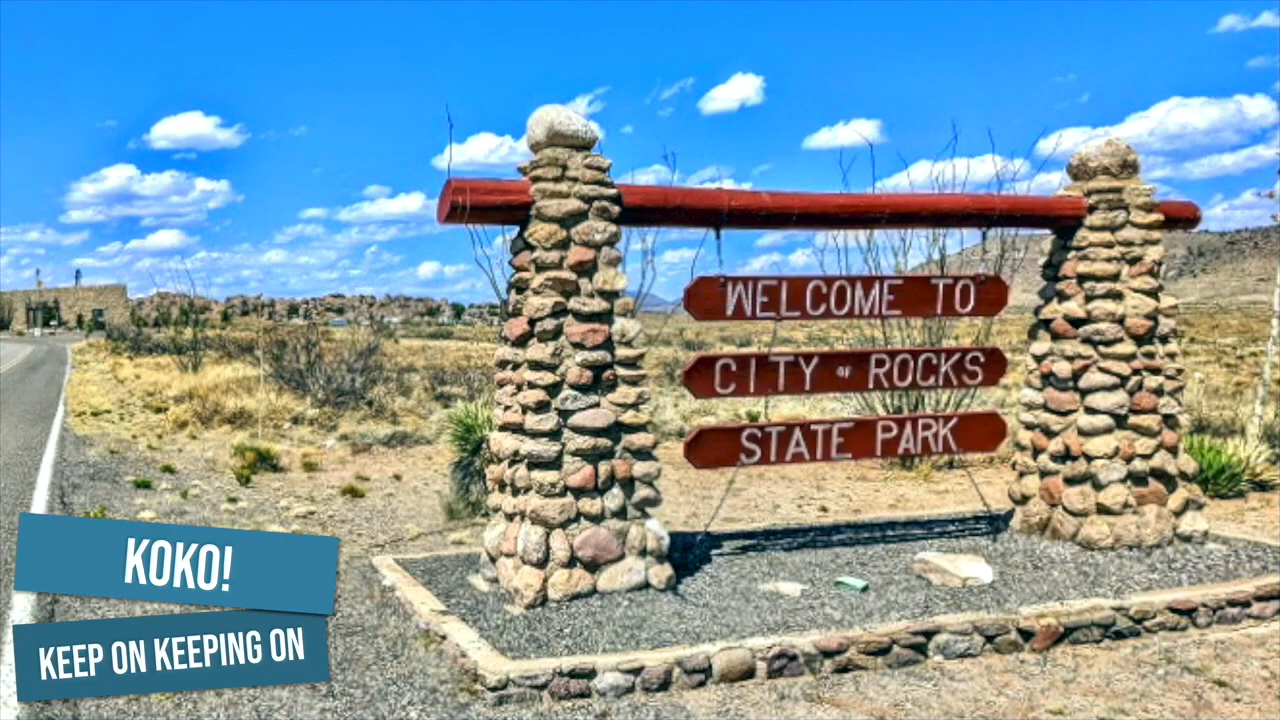 WELCOME TO
CITY OF ROCKS
STATE PARK
KOKO!
KEEP ON KEEPING ON